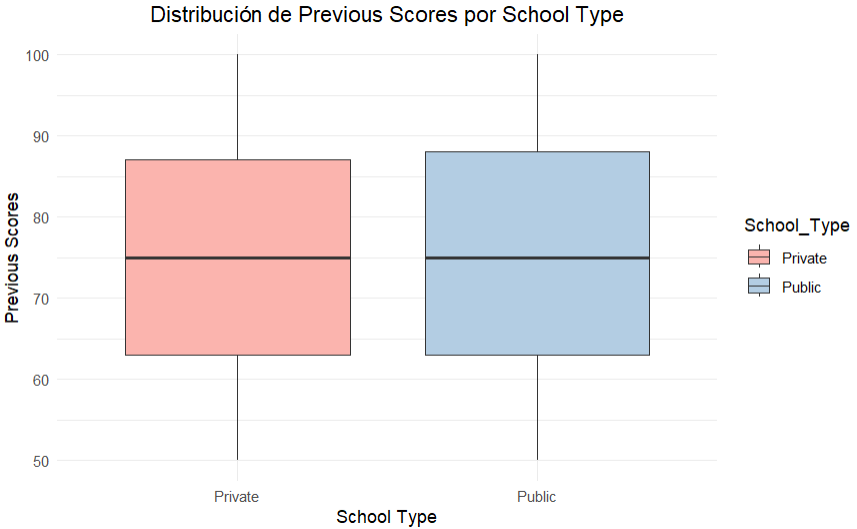 Distribución de Previous Scores por School Type
100
90
80
70
60
50
Previous Scores
Private
Public
School Type
School_Type
Private
Public